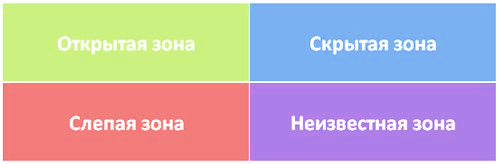 Открытая зона
Скрытая зона
Слепая зона
Неизвестная зона